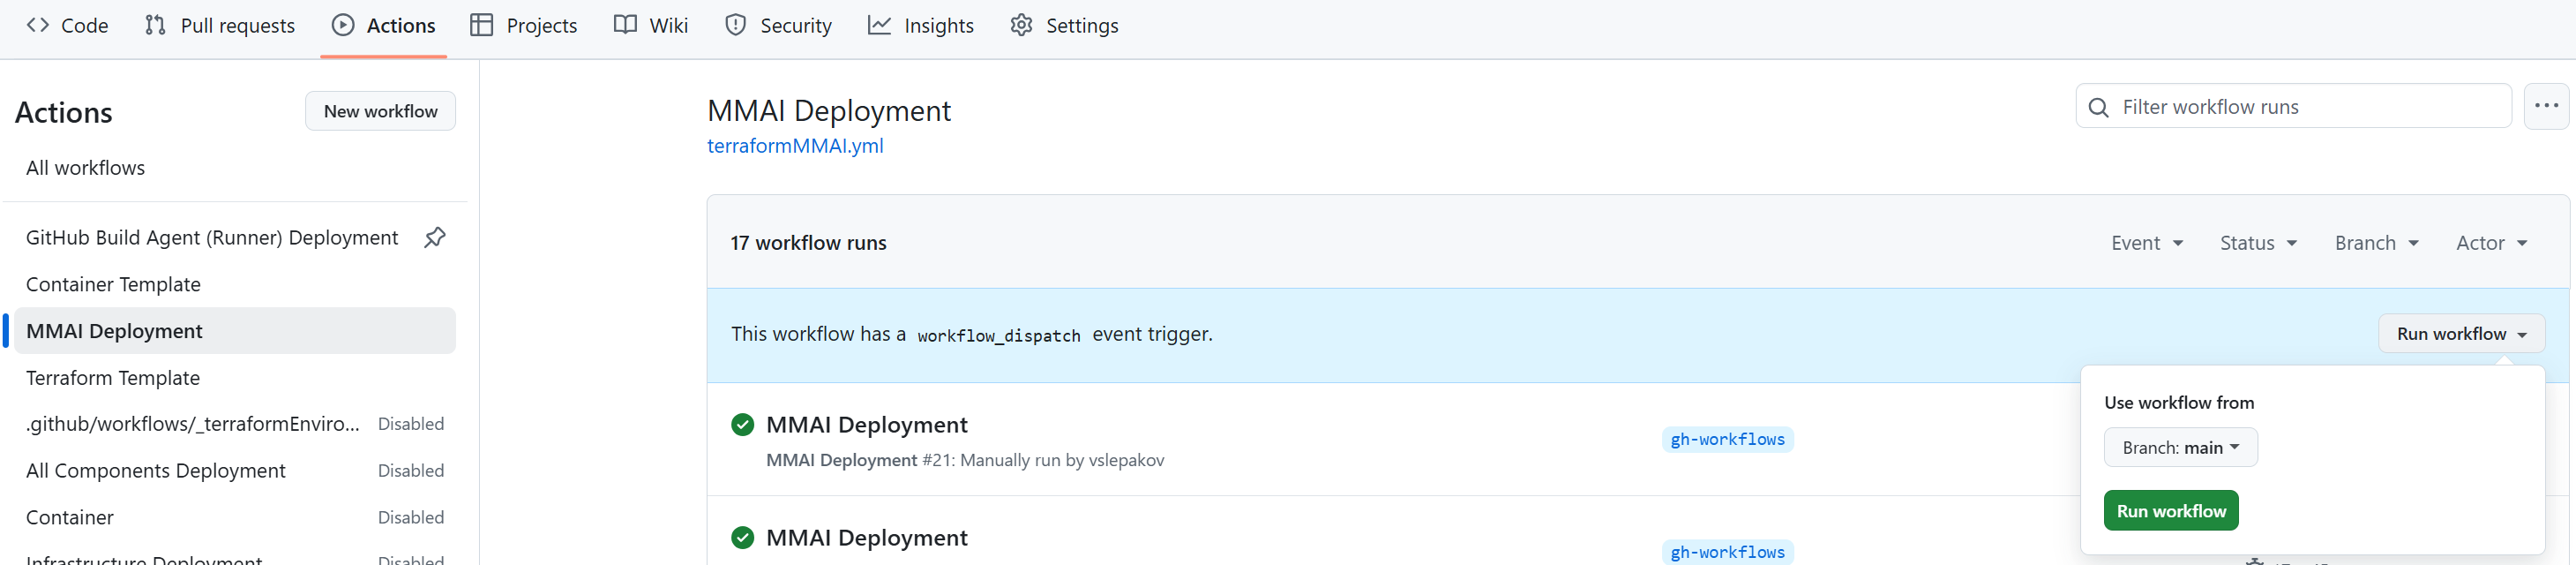 Code Pull requests Actions Projects Wiki Security Insights Settings
Actions
New workflow
All workflows
GitHub Build Agent (Runner) Deployment
Container Template
MMAI Deployment
Terraform Template
.github/workflows/_terraformEnviro... Disabled
All Components Deployment Disabled
Container Disabled
Infrastructure Deployment Disabled
MMAI Deployment
terraformMMAI.yml
Filter workflow runs
17 workflow runs
Event Status Branch Actor
This workflow has a workflow_dispatch event trigger.
Run workflow
Use workflow from
Branch: main
Run workflow
MMAI Deployment
gh-workflows
MMAI Deployment #21: Manually run by vslepakov
MMAI Deployment
gh-workflows